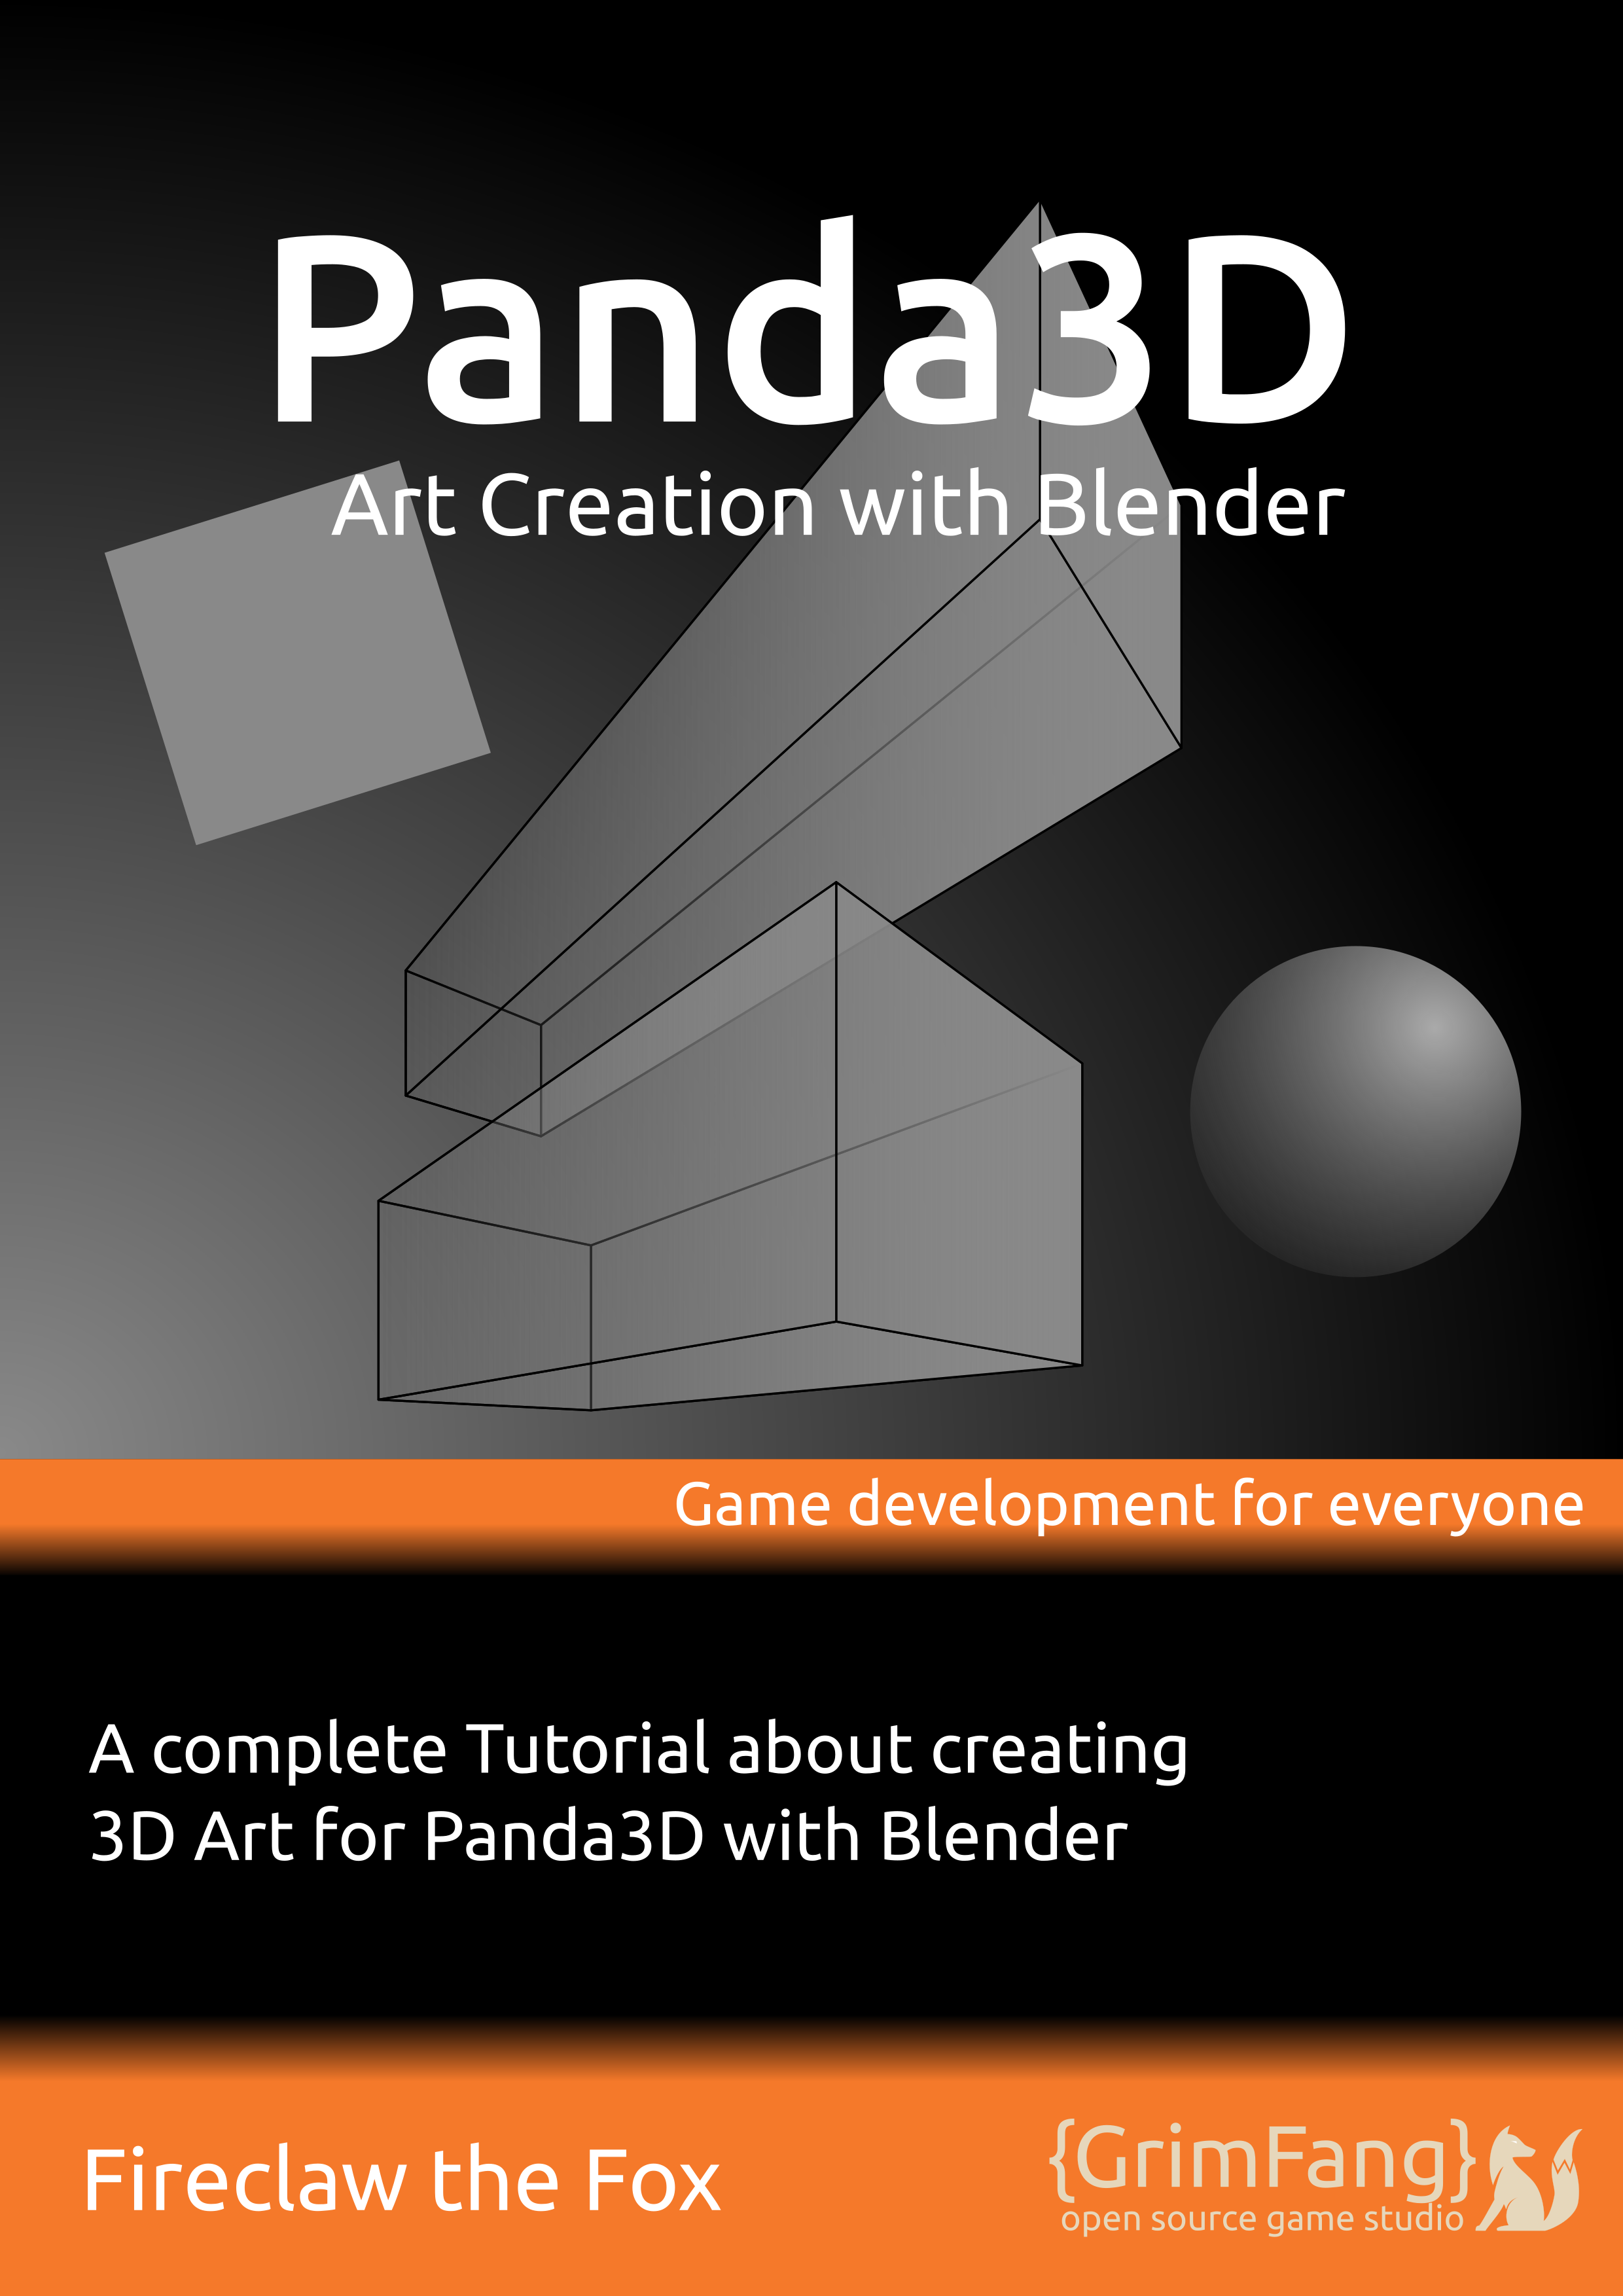 Panda3D
Art Creation with Blender
Game development for everyone
A complete Tutorial about creating
3D Art for Panda3D with Blender
Fireclaw the Fox
{GrimFang}
open source game studio